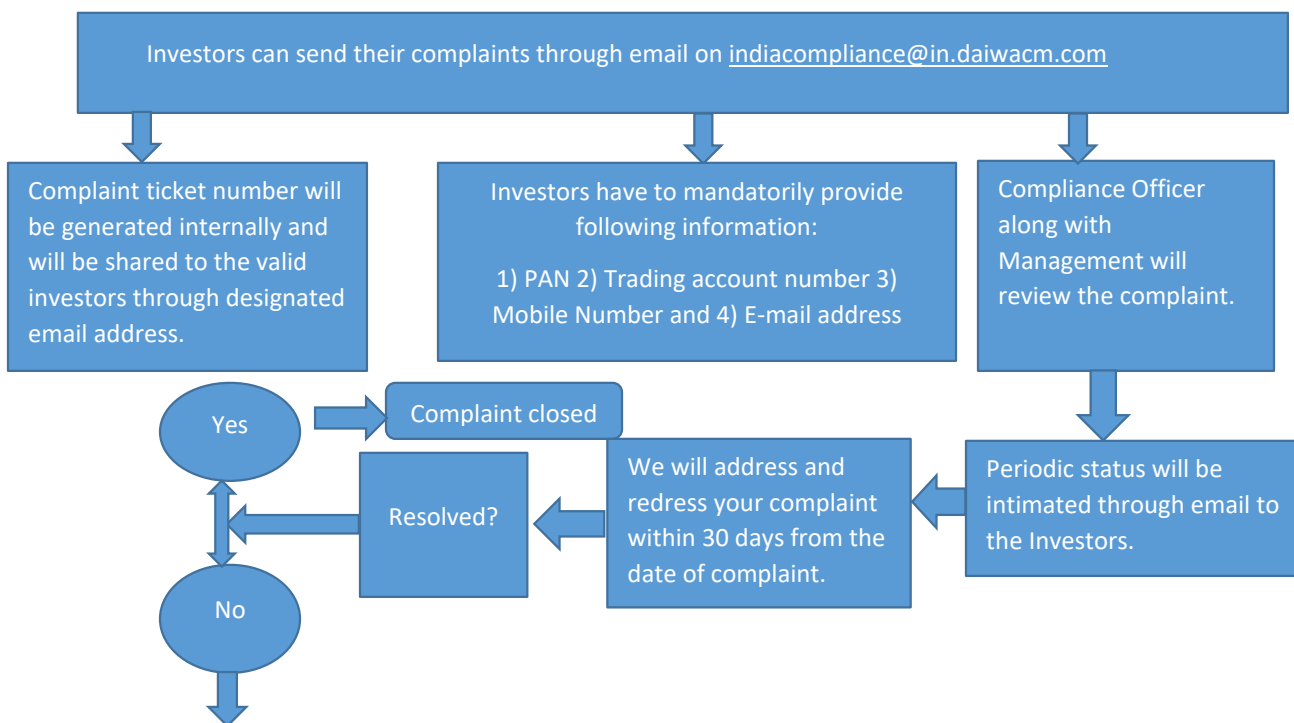 Investors can send their complaints through email on indiacompliance@in.daiwacm.com
Complaint ticket number will
be generated internally and
will be shared to the valid
investors through designated
email address.
Investors have to mandatorily provide
following information:
1) PAN 2) Trading account number 3)
Mobile Number and 4) E-mail address
Compliance Officer
along with
Management will
review the complaint.
Yes
Complaint closed
Resolved?
We will address and
redress your complaint
within 30 days from the
date of complaint.
Periodic status will be
intimated through email to
the Investors.
No